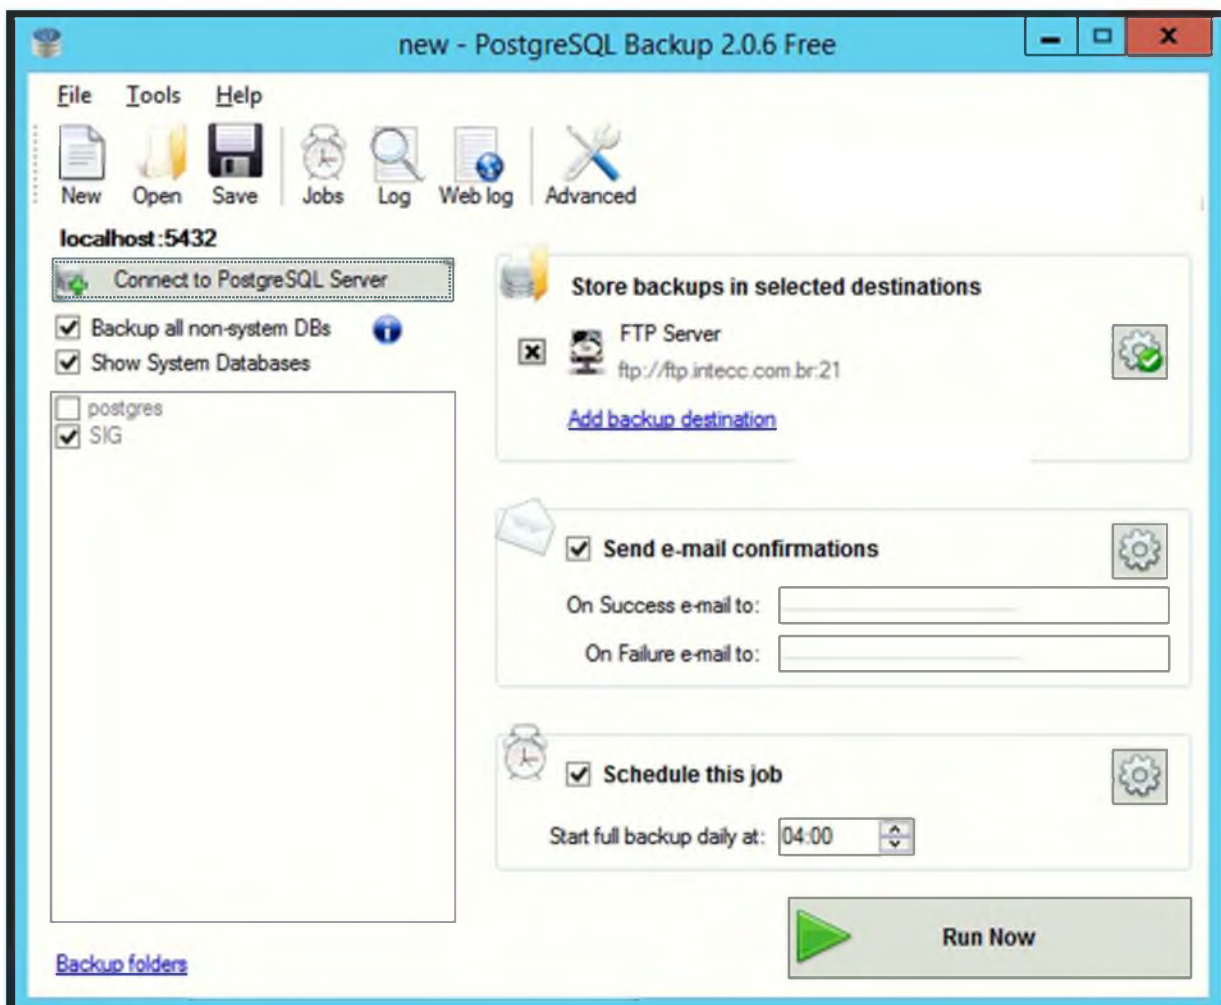 new - PostgreSQL Backup 2.0.6 Free
File Tools Help
New Open Save Jobs Log Web log Advanced
localhost:5432
Connect to PostgreSQL Server
Backup all non-system DBs
Show System Databases
postgres
SIG
Backup folders
Store backups in selected destinations
FTP Server
ftp://ftp.intecc.com.br:21
Add backup destination
Send e-mail confirmations
On Success e-mail to:
On Failure e-mail to:
Schedule this job
Start full backup daily at: 04:00
Run Now